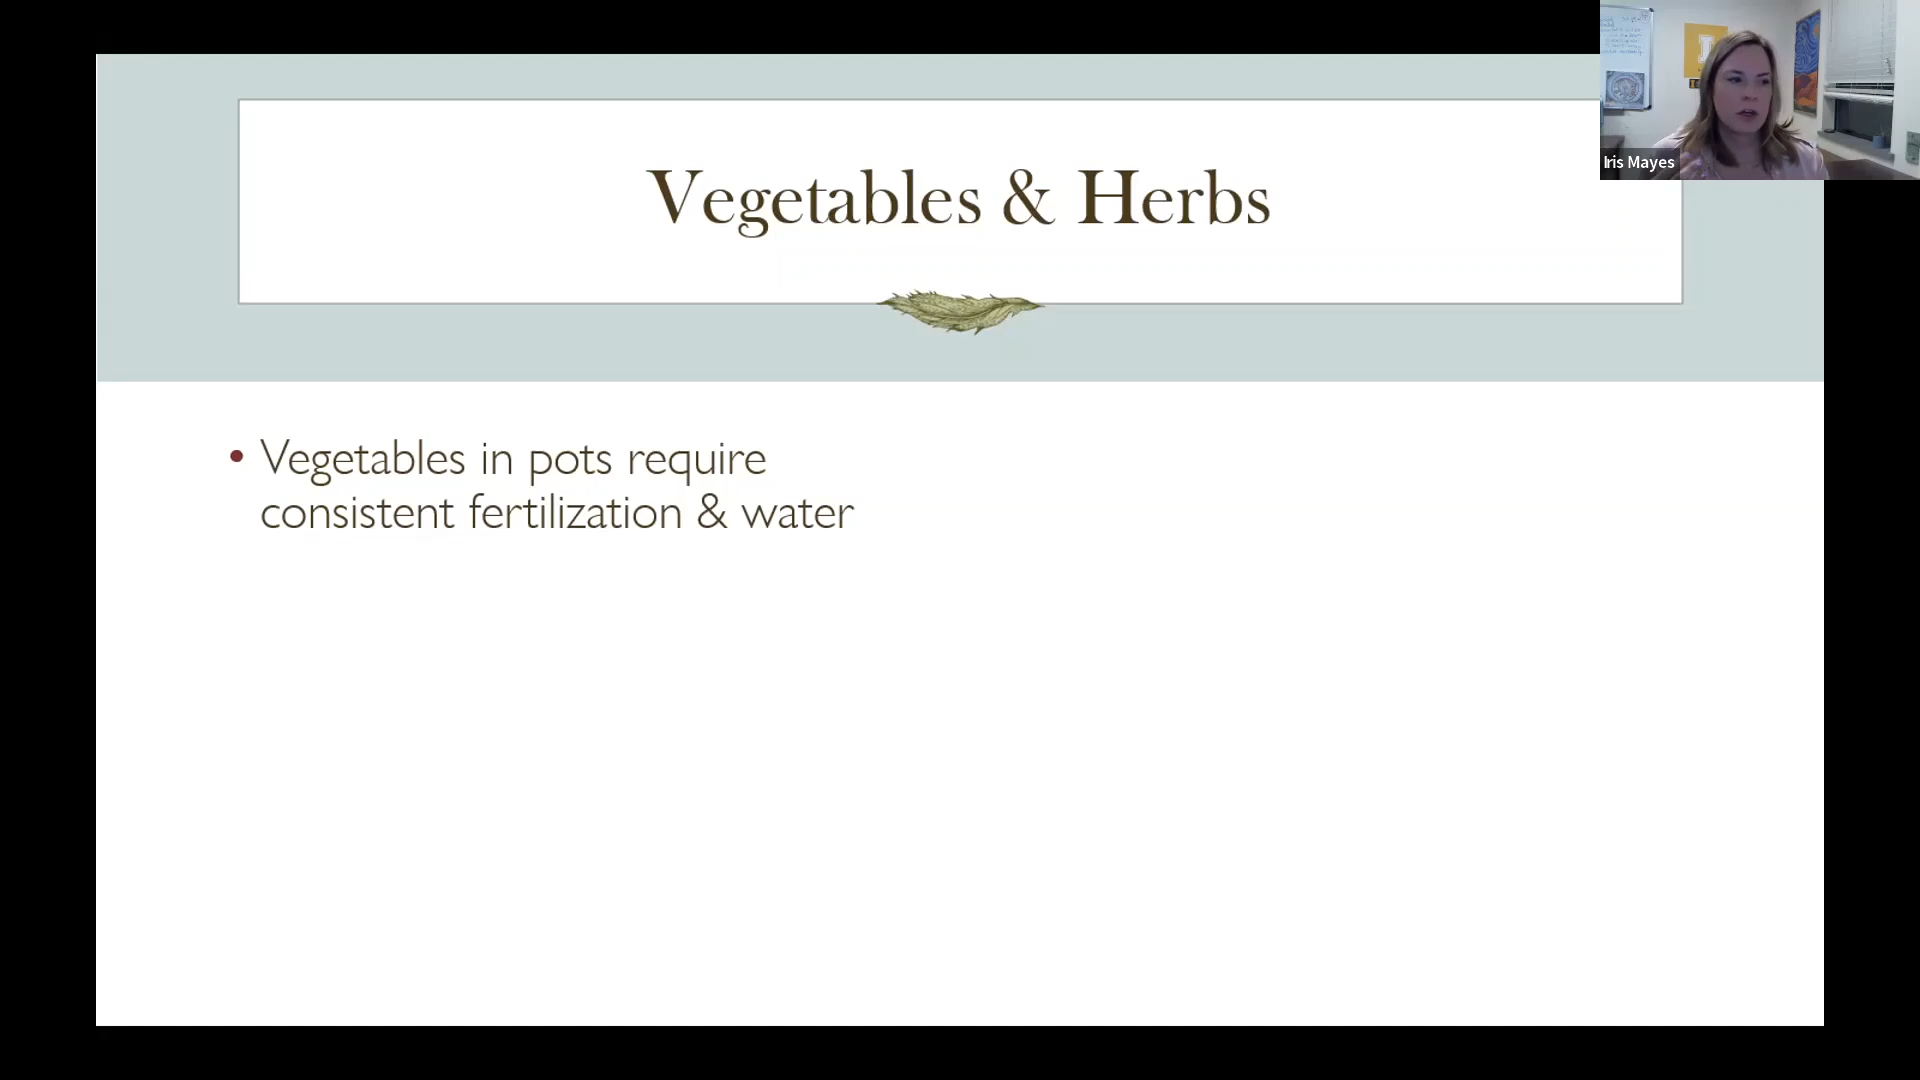 Vegetables & Herbs
Iris Mayes
• Vegetables in pots require
consistent fertilization & water